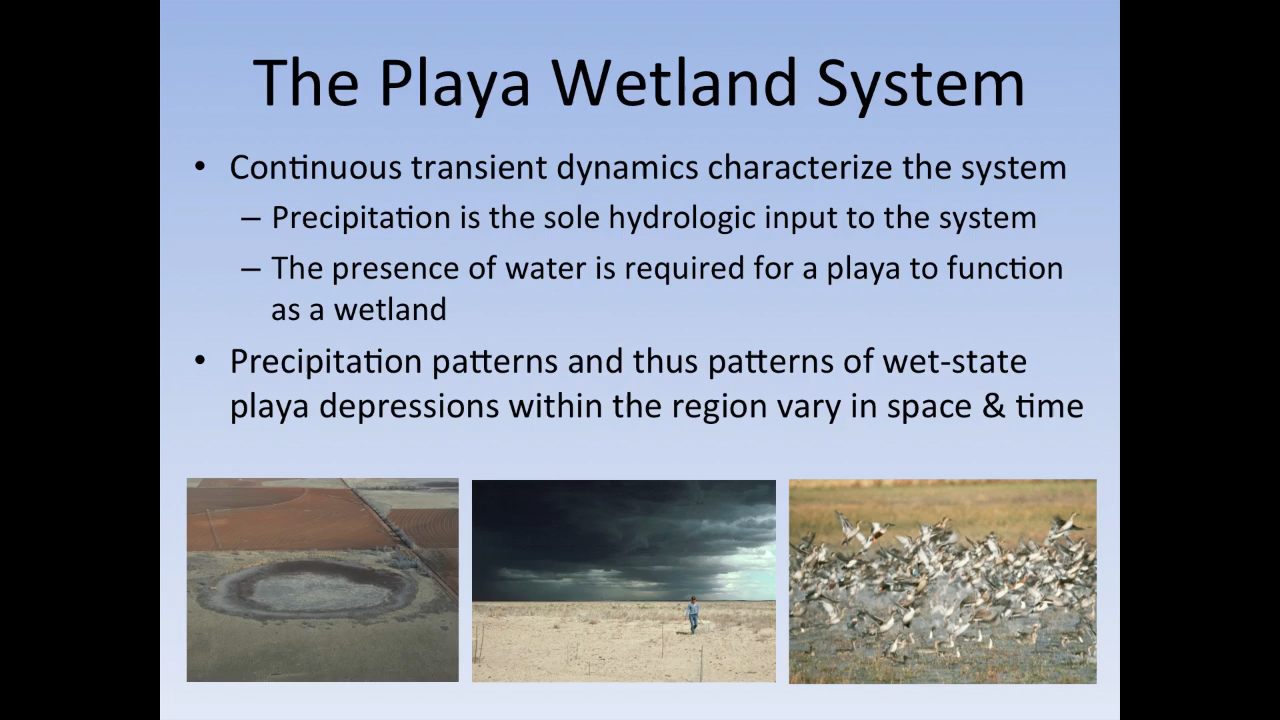 The Playa Wetland System
• Continuous transient dynamics characterize the system
– Precipitation is the sole hydrologic input to the system
– The presence of water is required for a playa to function
as a wetland
• Precipitation patterns and thus patterns of wet-state
playa depressions within the region vary in space & time